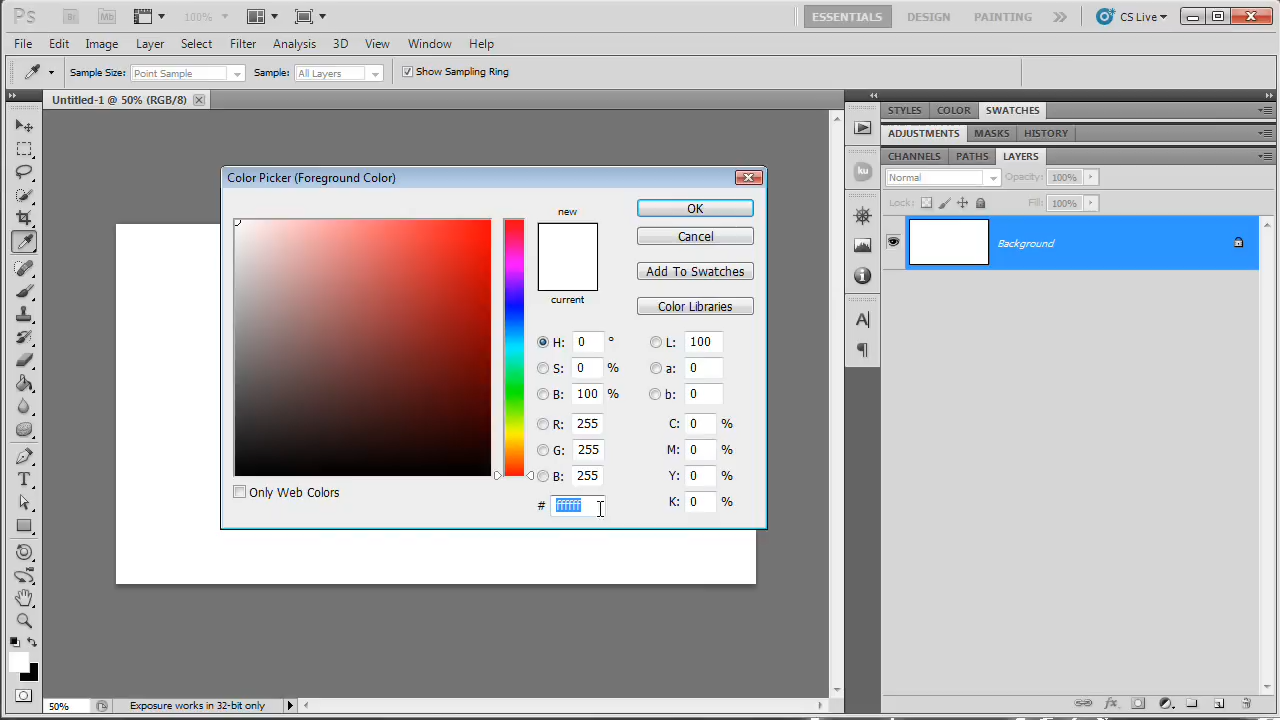 Ps Br Mb 100% ESSENTIALS DESIGN PAINTING CS Live
File Edit Image Layer Select Filter Analysis 3D View Window Help
Sample Size: Point Sample Sample: All Layers Show Sampling Ring
Untitled-1 @ 50% (RGB/8)
STYLES COLOR SWATCHES
ADJUSTMENTS MASKS HISTORY
CHANNELS PATHS LAYERS
Normal Opacity: 100%
Lock: Fill: 100%
Background
ku
Color Picker (Foreground Color)
new
current
OK
Cancel
Add To Swatches
Color Libraries
H: 0 °
S: 0 %
B: 100 %
R: 255
G: 255
B: 255
# ffffff
L: 100
a: 0
b: 0
C: 0 %
M: 0 %
Y: 0 %
K: 0 %
Only Web Colors
50% Exposure works in 32-bit only